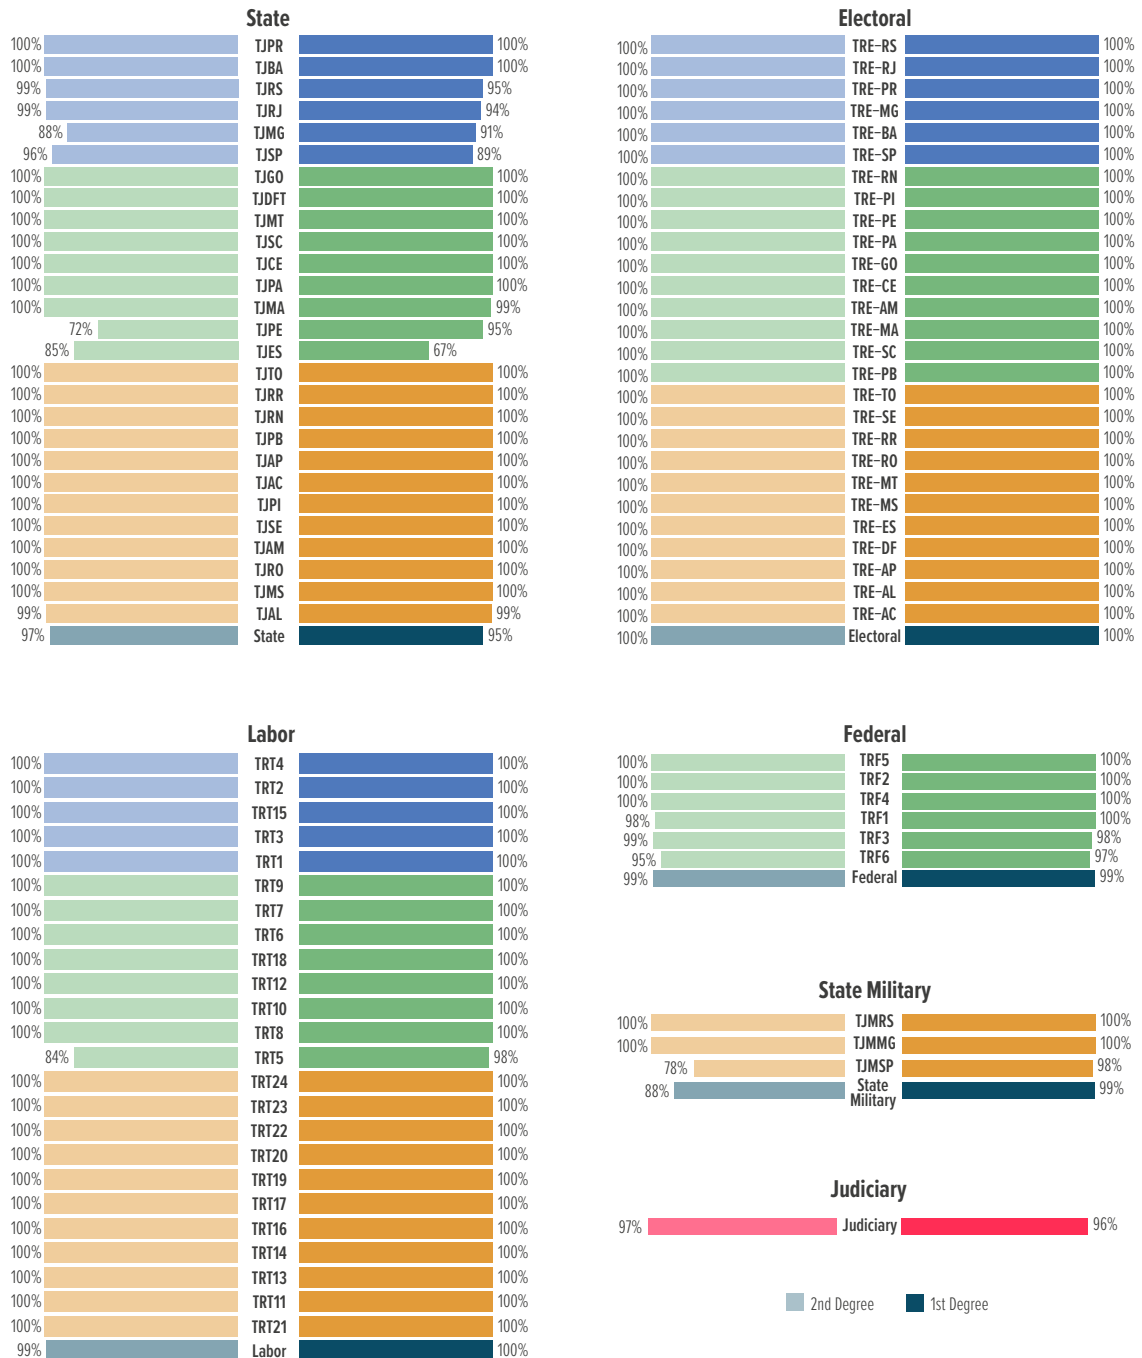 State
100% TJPR 100%
100% TJBA 100%
99% TJRS 95%
99% TJRJ 94%
88% TJMG 91%
96% TJSP 89%
100% TJGO 100%
100% TJDFT 100%
100% TJMT 100%
100% TJSC 100%
100% TJCE 100%
100% TJPA 100%
100% TJMA 99%
72% TJPE 95%
85% TJES 67%
100% TJTO 100%
100% TJRR 100%
100% TJRN 100%
100% TJPB 100%
100% TJAP 100%
100% TJAC 100%
100% TJPI 100%
100% TJSE 100%
100% TJAM 100%
100% TJRO 100%
100% TJMS 100%
99% TJAL 99%
97% State 95%
Electoral
100% TRE-RS 100%
100% TRE-RJ 100%
100% TRE-PR 100%
100% TRE-MG 100%
100% TRE-BA 100%
100% TRE-SP 100%
100% TRE-RN 100%
100% TRE-PI 100%
100% TRE-PE 100%
100% TRE-PA 100%
100% TRE-GO 100%
100% TRE-CE 100%
100% TRE-AM 100%
100% TRE-MA 100%
100% TRE-SC 100%
100% TRE-PB 100%
100% TRE-TO 100%
100% TRE-SE 100%
100% TRE-RR 100%
100% TRE-RO 100%
100% TRE-MT 100%
100% TRE-MS 100%
100% TRE-ES 100%
100% TRE-DF 100%
100% TRE-AP 100%
100% TRE-AL 100%
100% TRE-AC 100%
100% Electoral 100%
Labor
100% TRT4 100%
100% TRT2 100%
100% TRT15 100%
100% TRT3 100%
100% TRT1 100%
100% TRT9 100%
100% TRT7 100%
100% TRT6 100%
100% TRT18 100%
100% TRT12 100%
100% TRT10 100%
100% TRT8 100%
84% TRT5 98%
100% TRT24 100%
100% TRT23 100%
100% TRT22 100%
100% TRT20 100%
100% TRT19 100%
100% TRT17 100%
100% TRT16 100%
100% TRT14 100%
100% TRT13 100%
100% TRT11 100%
100% TRT21 100%
99% Labor 100%
Federal
100% TRF5 100%
100% TRF2 100%
100% TRF4 100%
98% TRF1 100%
99% TRF3 98%
95% TRF6 97%
99% Federal 99%
State Military
100% TJMRS 100%
100% TJMMG 100%
78% TJMSP 98%
88% State 99%
Military
Judiciary
97% Judiciary 96%
2nd Degree 1st Degree